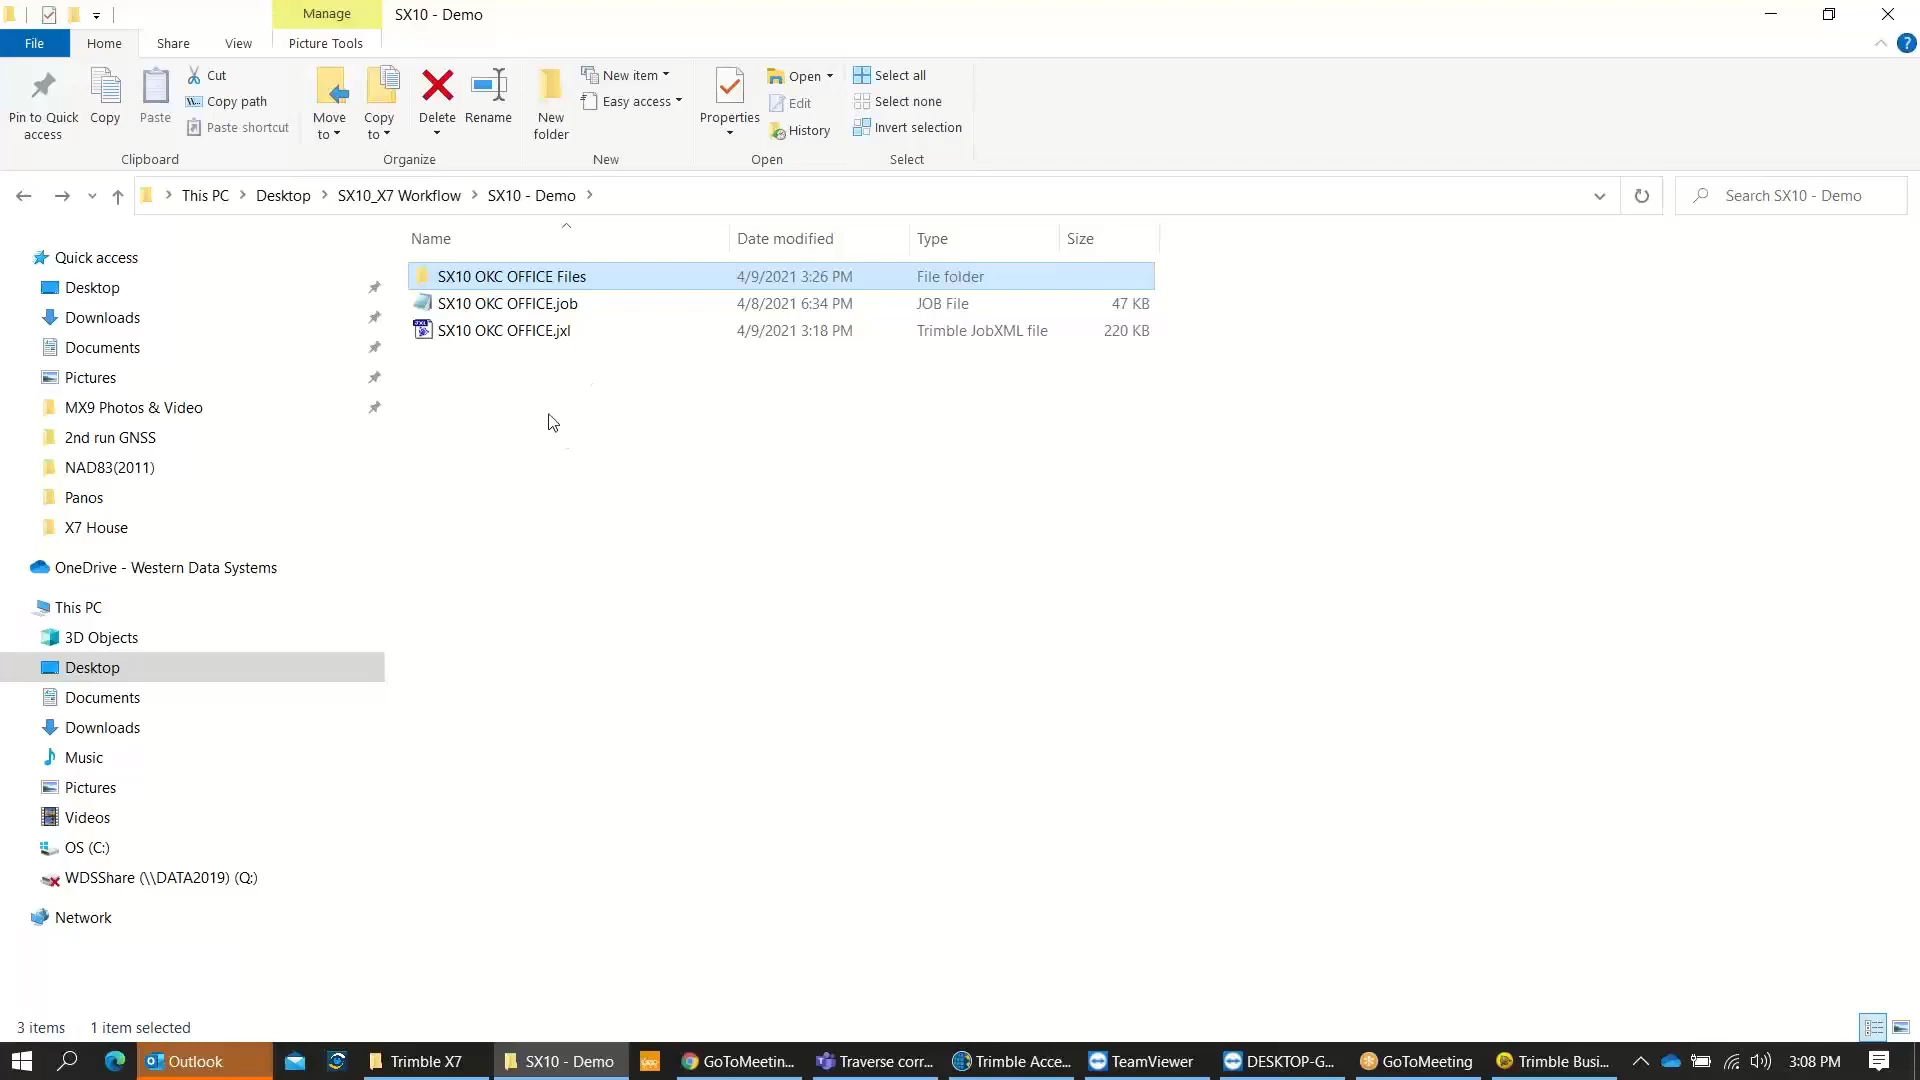 Manage
SX10 - Demo
File
Home
Share
View
Picture Tools
Pin to Quick access
Copy
Paste
Cut
Copy path
Paste shortcut
Clipboard
Move to
Copy to
Delete
Rename
Organize
New folder
New item
Easy access
New
Properties
Open
Edit
History
Open
Select all
Select none
Invert selection
Select
This PC > Desktop > SX10_X7 Workflow > SX10 - Demo >
Search SX10 - Demo
Name Date modified Type Size
SX10 OKC OFFICE Files 4/9/2021 3:26 PM File folder
SX10 OKC OFFICE.job 4/8/2021 6:34 PM JOB File 47 KB
SX10 OKC OFFICE.jxl 4/9/2021 3:18 PM Trimble JobXML file 220 KB
Quick access
Desktop
Downloads
Documents
Pictures
MX9 Photos & Video
2nd run GNSS
NAD83(2011)
Panos
X7 House
OneDrive - Western Data Systems
This PC
3D Objects
Desktop
Documents
Downloads
Music
Pictures
Videos
OS (C:)
WDSShare (\\DATA2019) (Q:)
Network
3 items 1 item selected
Outlook
Trimble X7
SX10 - Demo
GoToMeetin...
Traverse corr...
Trimble Acce...
TeamViewer
DESKTOP-G...
GoToMeeting
Trimble Busi...
3:08 PM